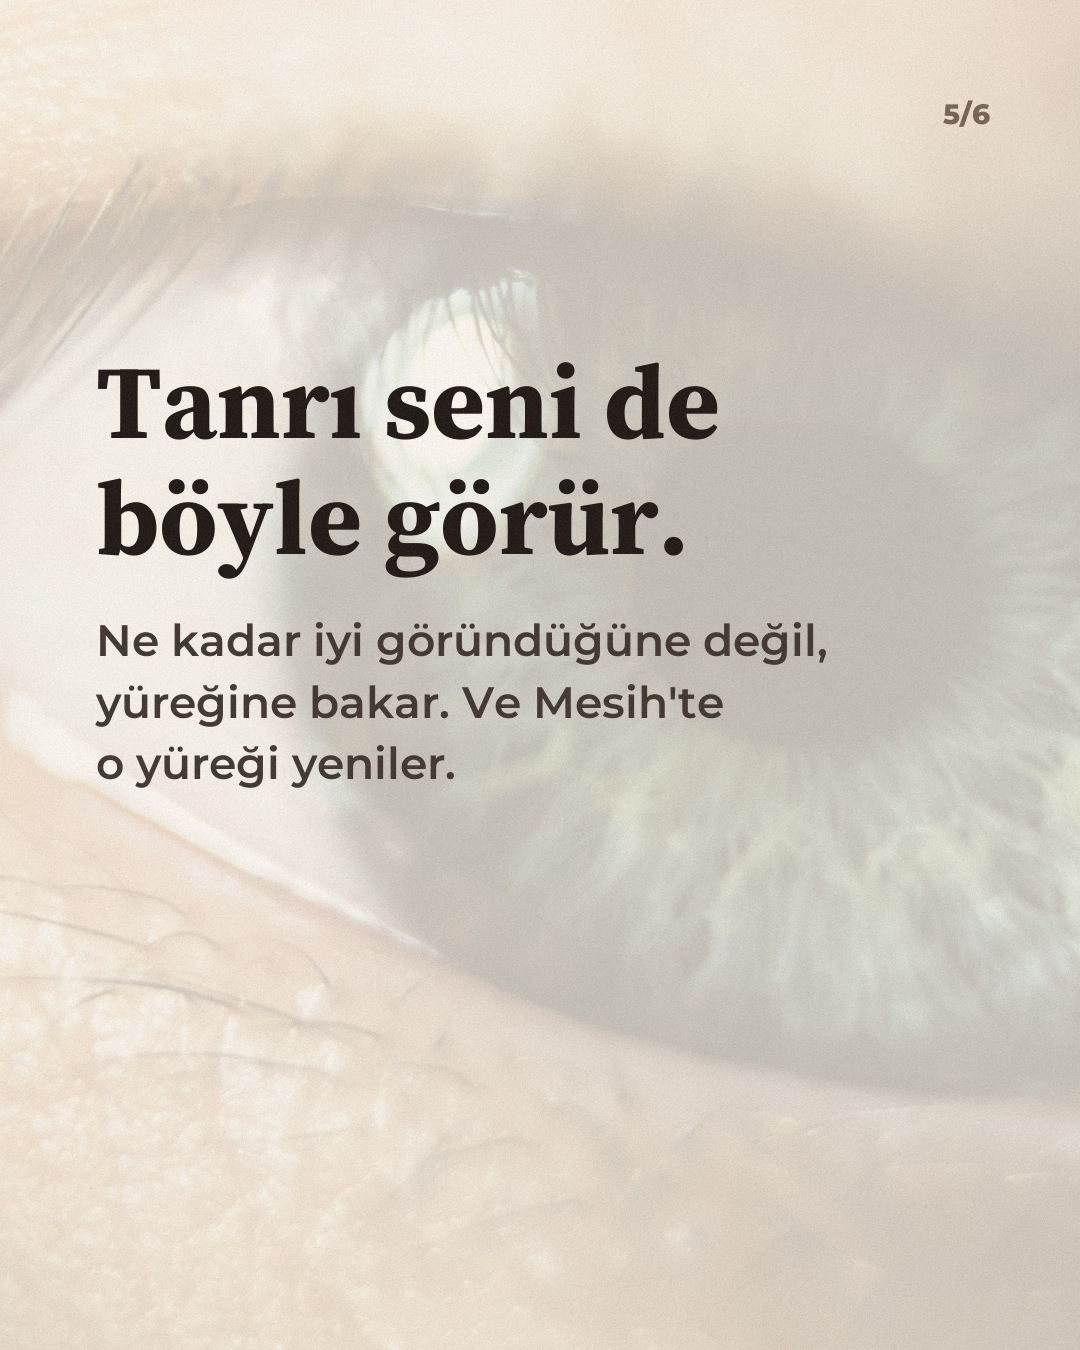 5/6
Tanrı seni de
böyle görür.
Ne kadar iyi göründüğüne değil,
yüreğine bakar. Ve Mesih'te
o yüreği yeniler.